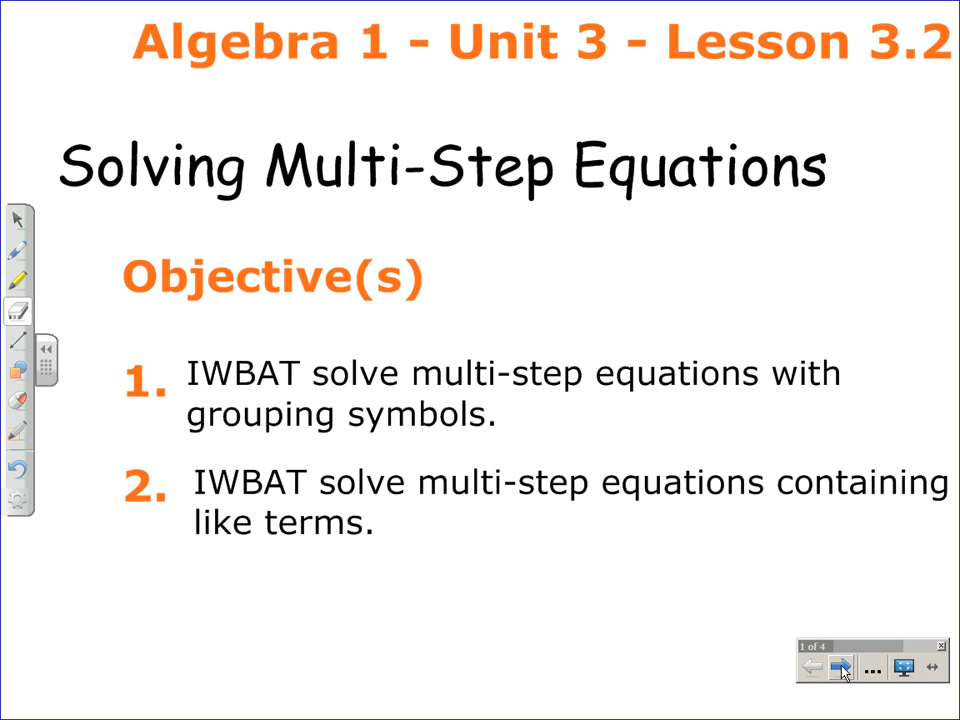 Algebra 1 - Unit 3 - Lesson 3.2
Solving Multi-Step Equations
Objective(s)
1. IWBAT solve multi-step equations with
grouping symbols.
2. IWBAT solve multi-step equations containing
like terms.
1 of 4
...